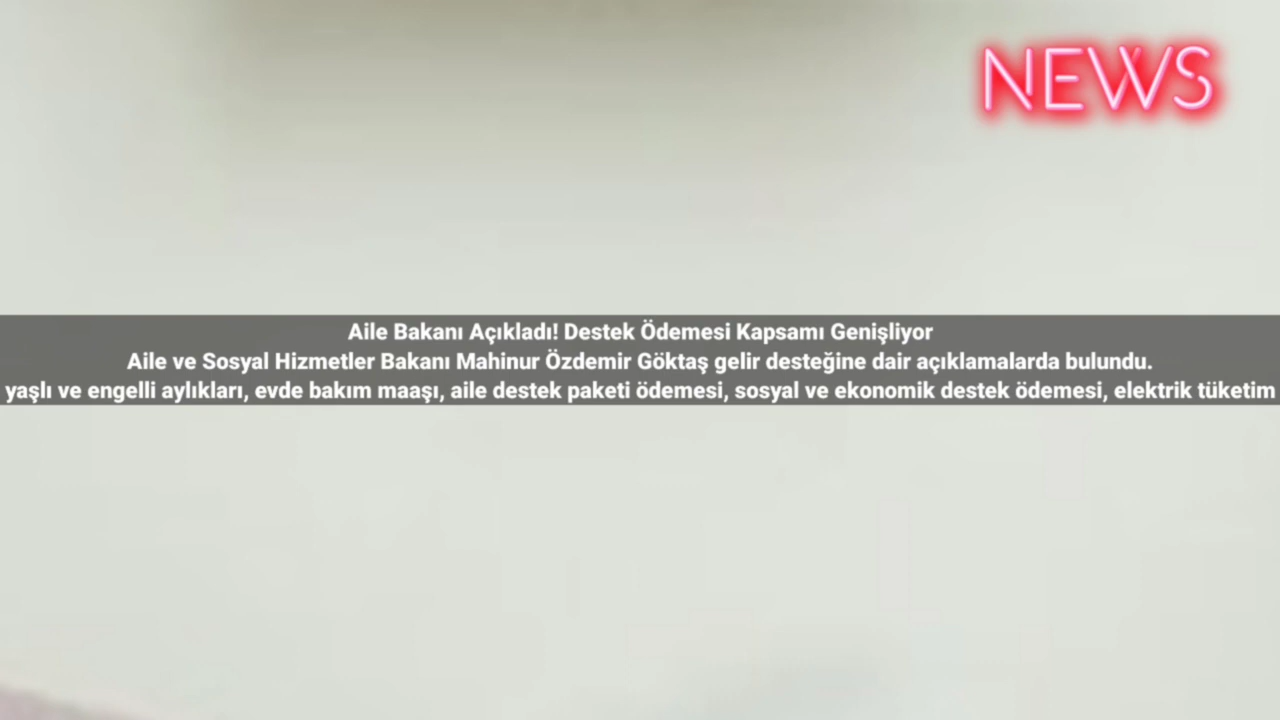 NEWS
Aile Bakanı Açıkladı! Destek Ödemesi Kapsamı Genişliyor
Aile ve Sosyal Hizmetler Bakanı Mahinur Özdemir Göktaş gelir desteğine dair açıklamalarda bulundu.
yaşlı ve engelli aylıkları, evde bakım maaşı, aile destek paketi ödemesi, sosyal ve ekonomik destek ödemesi, elektrik tüketim